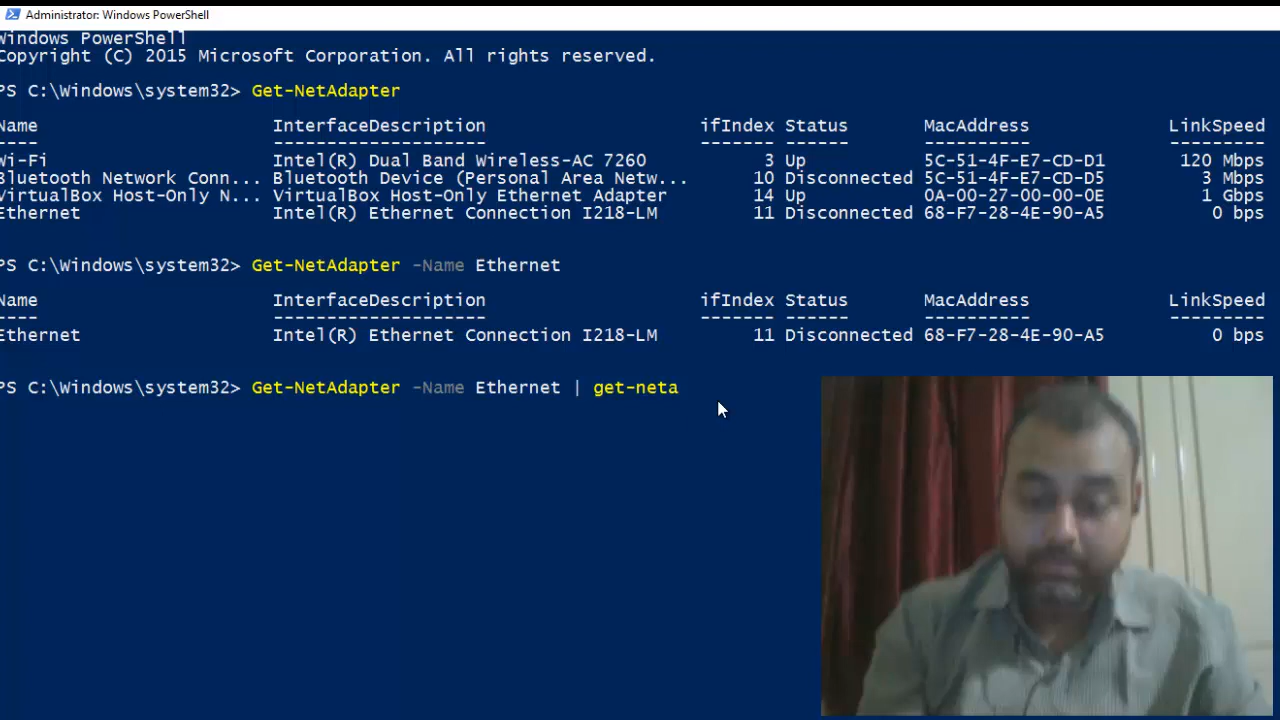 Administrator: Windows PowerShell
Windows PowerShell
Copyright (C) 2015 Microsoft Corporation. All rights reserved.
PS C:\Windows\system32> Get-NetAdapter
Name InterfaceDescription ifIndex Status MacAddress LinkSpeed
---- -------------------- ------- ------ ---------- ---------
Wi-Fi Intel(R) Dual Band Wireless-AC 7260 3 Up 5C-51-4F-E7-CD-D1 120 Mbps
Bluetooth Network Conn... Bluetooth Device (Personal Area Netw... 10 Disconnected 5C-51-4F-E7-CD-D5 3 Mbps
VirtualBox Host-Only N... VirtualBox Host-Only Ethernet Adapter 14 Up 0A-00-27-00-00-0E 1 Gbps
Ethernet Intel(R) Ethernet Connection I218-LM 11 Disconnected 68-F7-28-4E-90-A5 0 bps
PS C:\Windows\system32> Get-NetAdapter -Name Ethernet
Name InterfaceDescription ifIndex Status MacAddress LinkSpeed
---- -------------------- ------- ------ ---------- ---------
Ethernet Intel(R) Ethernet Connection I218-LM 11 Disconnected 68-F7-28-4E-90-A5 0 bps
PS C:\Windows\system32> Get-NetAdapter -Name Ethernet | get-neta